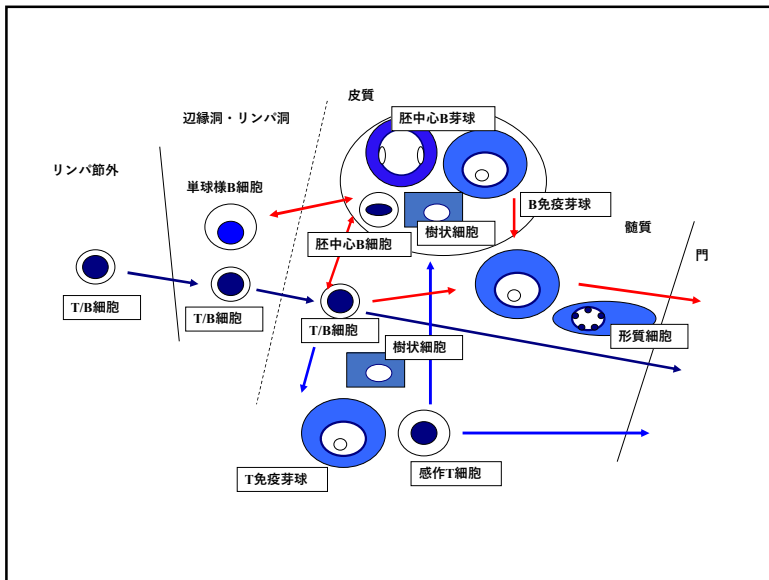 皮質
辺縁洞・リンパ洞
胚中心B芽球
リンパ節外
単球様B細胞
B免疫芽球
樹状細胞
胚中心B細胞
髄質
門
T/B細胞
T/B細胞
T/B細胞
形質細胞
樹状細胞
T免疫芽球
感作T細胞